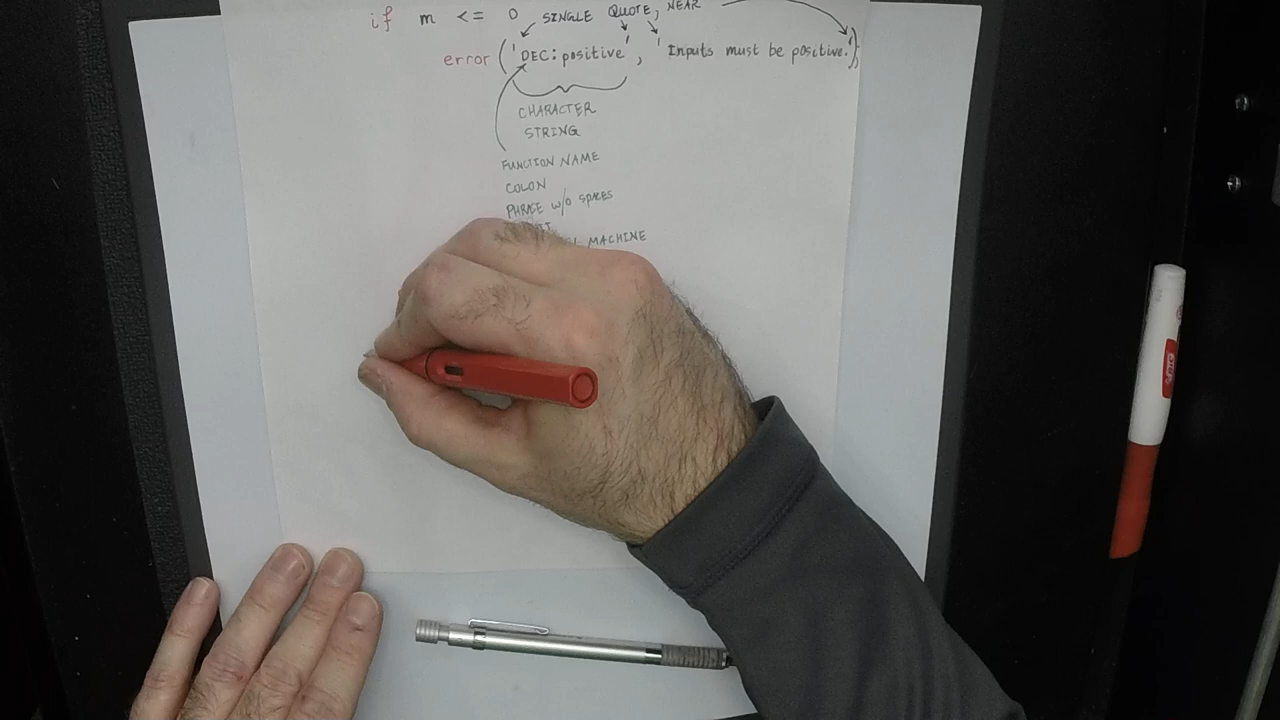 if m <= 0 SINGLE QUOTE, NEAR
error ('DEC:positive', 'Inputs must be positive.');
CHARACTER
STRING
FUNCTION NAME
COLON
PHRASE W/O SPACES
MACHINE
BIC